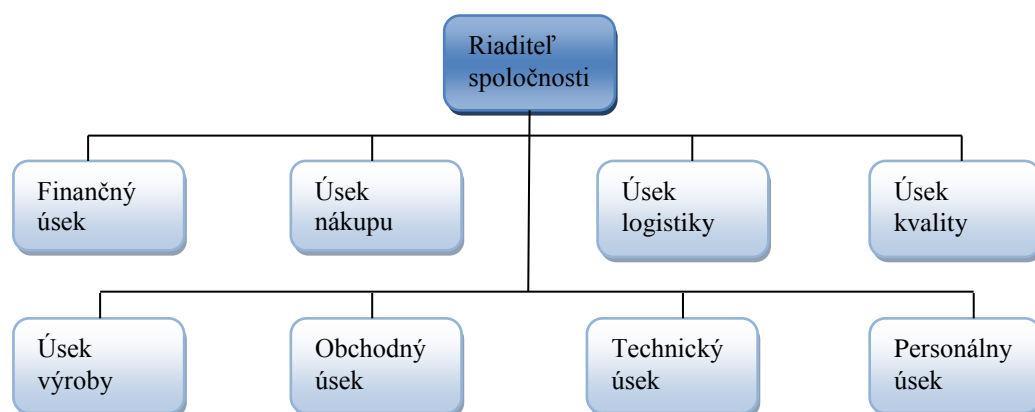 Riaditeľ
spoločnosti
Finančný
úsek
Úsek
nákupu
Úsek
logistiky
Úsek
kvality
Úsek
výroby
Obchodný
úsek
Technický
úsek
Personálny
úsek